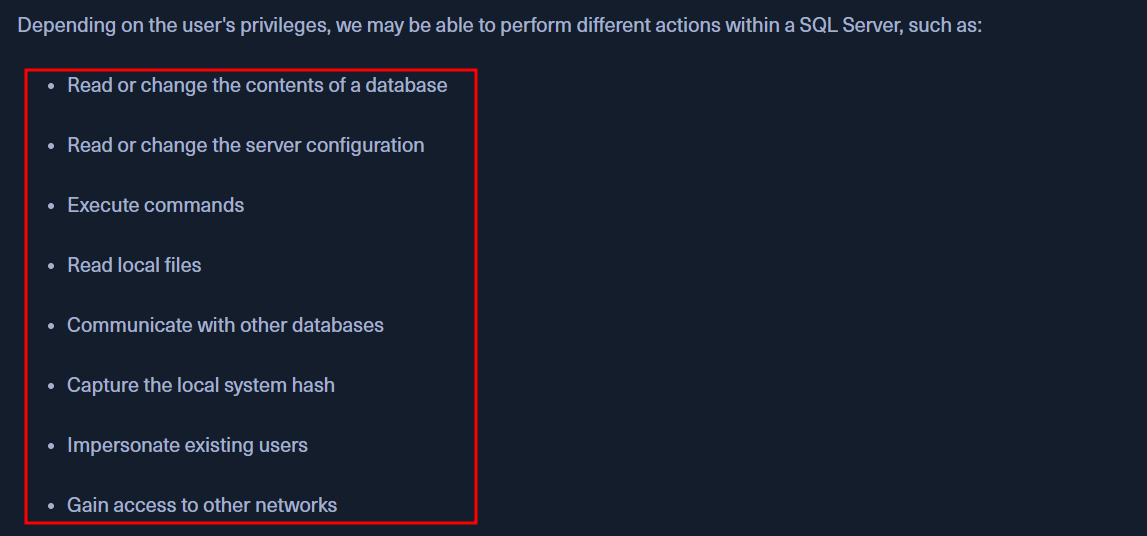 Depending on the user's privileges, we may be able to perform different actions within a SQL Server, such as:
• Read or change the contents of a database
• Read or change the server configuration
• Execute commands
• Read local files
• Communicate with other databases
• Capture the local system hash
• Impersonate existing users
• Gain access to other networks